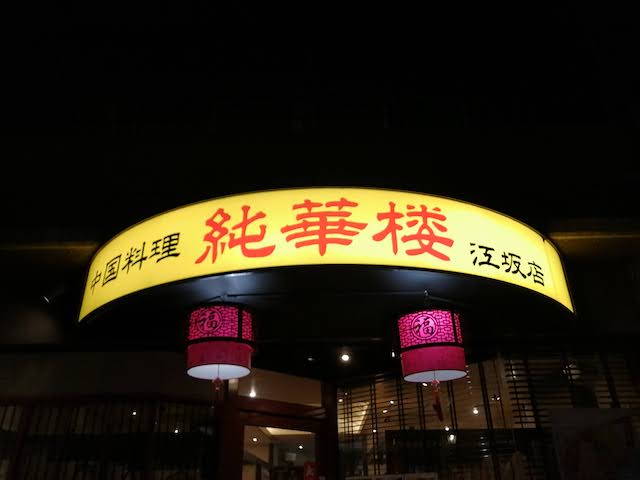 中国料理 純華楼 江坂店
福
福